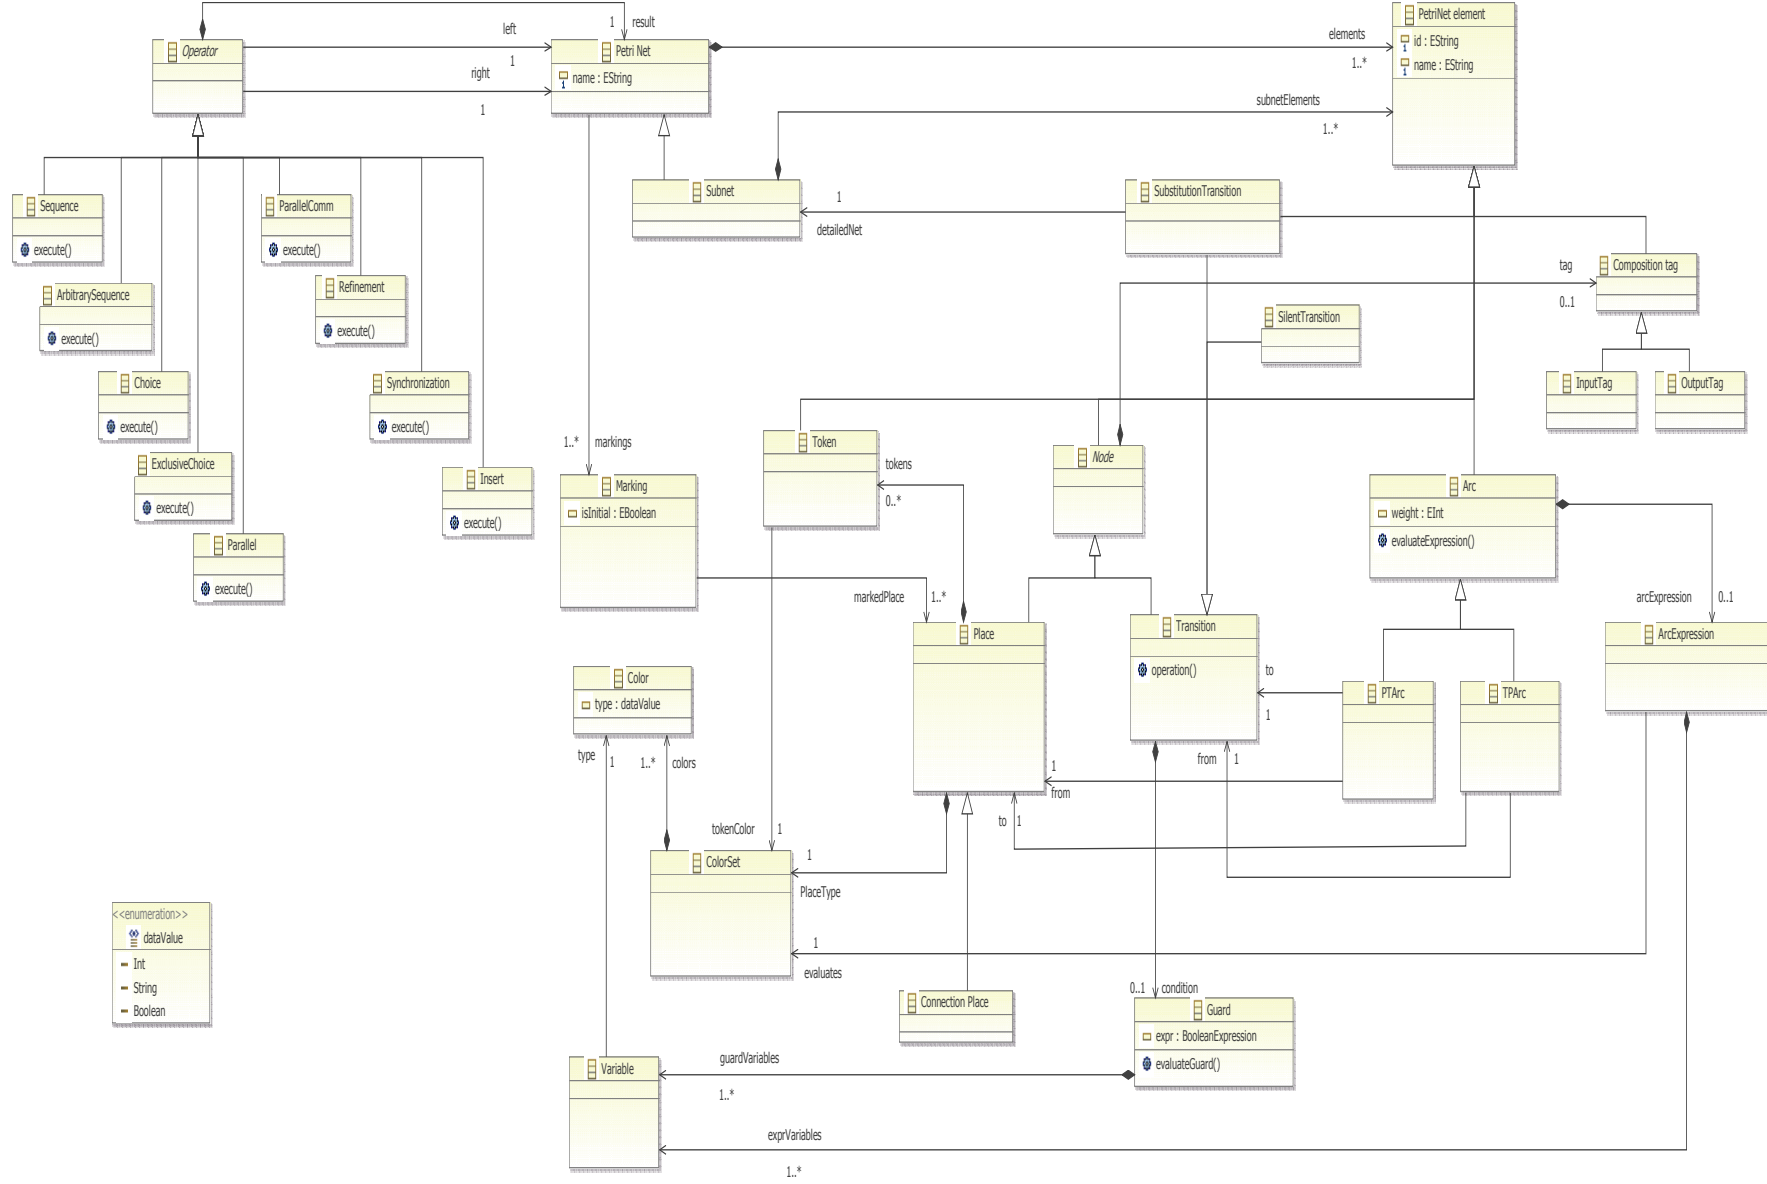 result
1
left
1
right
1
Operator
Petri Net
name : EString
1
elements
1..*
PetriNet element
id : EString
1
name : EString
1
subnetElements
1..*
Subnet
1
detailedNet
SubstitutionTransition
Sequence
execute()
ParallelComm
execute()
ArbitrarySequence
execute()
Refinement
execute()
Choice
execute()
Synchronization
execute()
ExclusiveChoice
execute()
Insert
execute()
Parallel
execute()
tag
0..1
Composition tag
SilentTransition
InputTag
OutputTag
1..*
markings
Marking
isInitial : EBoolean
Token
tokens
0..*
Node
Arc
weight : EInt
evaluateExpression()
markedPlace
1..*
Place
Transition
operation()
arcExpression
0..1
ArcExpression
to
1
PTArc
TPArc
Color
type : dataValue
type
1
1..*
colors
from
1
1
from
to
1
tokenColor
1
ColorSet
1
PlaceType
1
evaluates
<<enumeration>>
dataValue
Int
String
Boolean
Connection Place
0..1
condition
Guard
expr : BooleanExpression
evaluateGuard()
Variable
guardVariables
1..*
exprVariables
1..*